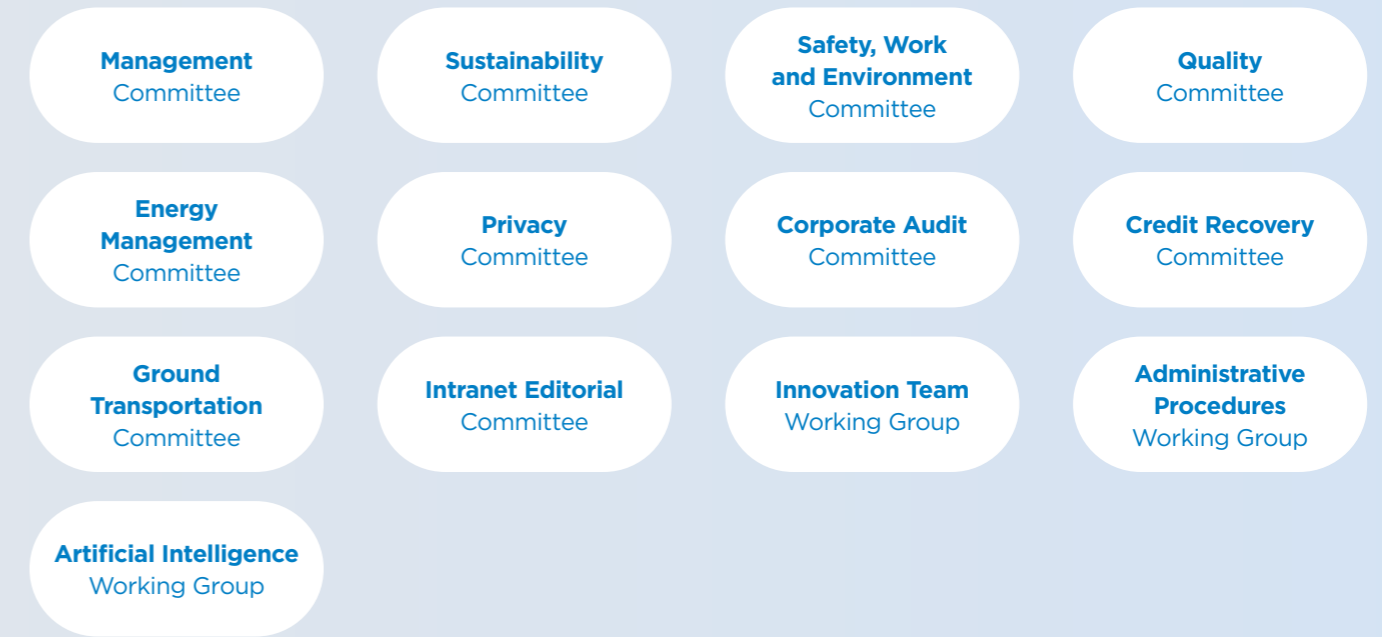 Management
Committee
Sustainability
Committee
Safety, Work
and Environment
Committee
Quality
Committee
Energy
Management
Committee
Privacy
Committee
Corporate Audit
Committee
Credit Recovery
Committee
Ground
Transportation
Committee
Intranet Editorial
Committee
Innovation Team
Working Group
Administrative
Procedures
Working Group
Artificial Intelligence
Working Group